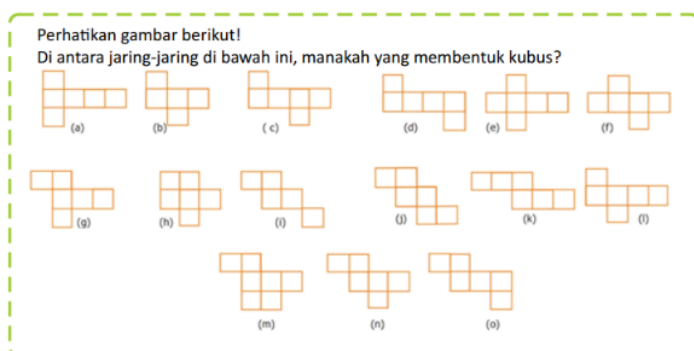 Perhatikan gambar berikut!
Di antara jaring-jaring di bawah ini, manakah yang membentuk kubus?
(a) (b) ( c) (d) (e) (f)
(g) (h) (i) (j) (k) (l)
(m) (n) (o)